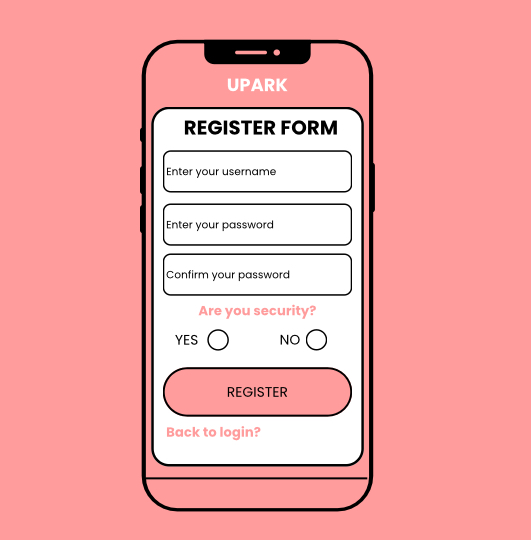 UPARK
REGISTER FORM
Enter your username
Enter your password
Confirm your password
Are you security?
YES NO
REGISTER
Back to login?